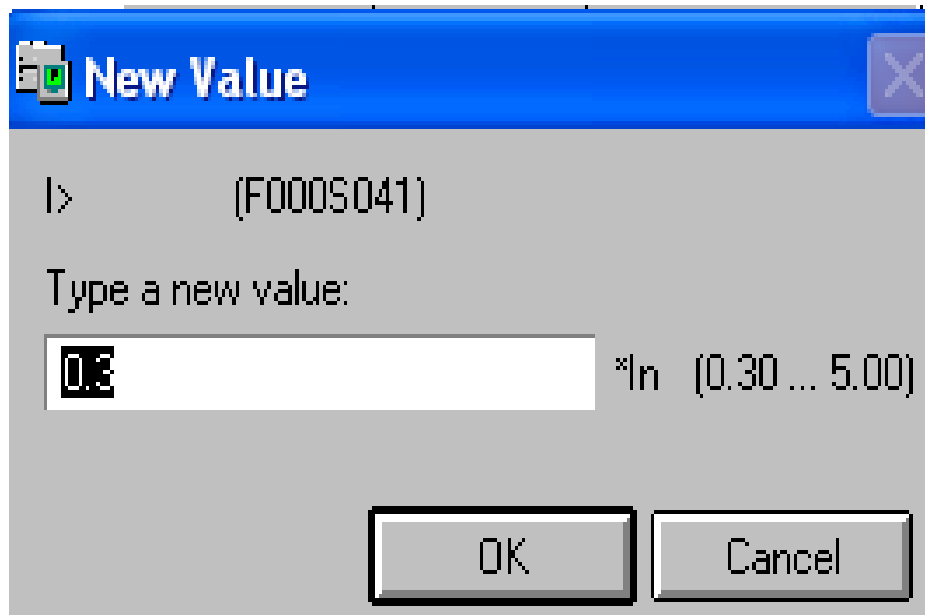 New Value
I> (F000S041)
Type a new value:
0.3 *In (0.30 ... 5.00)
OK Cancel